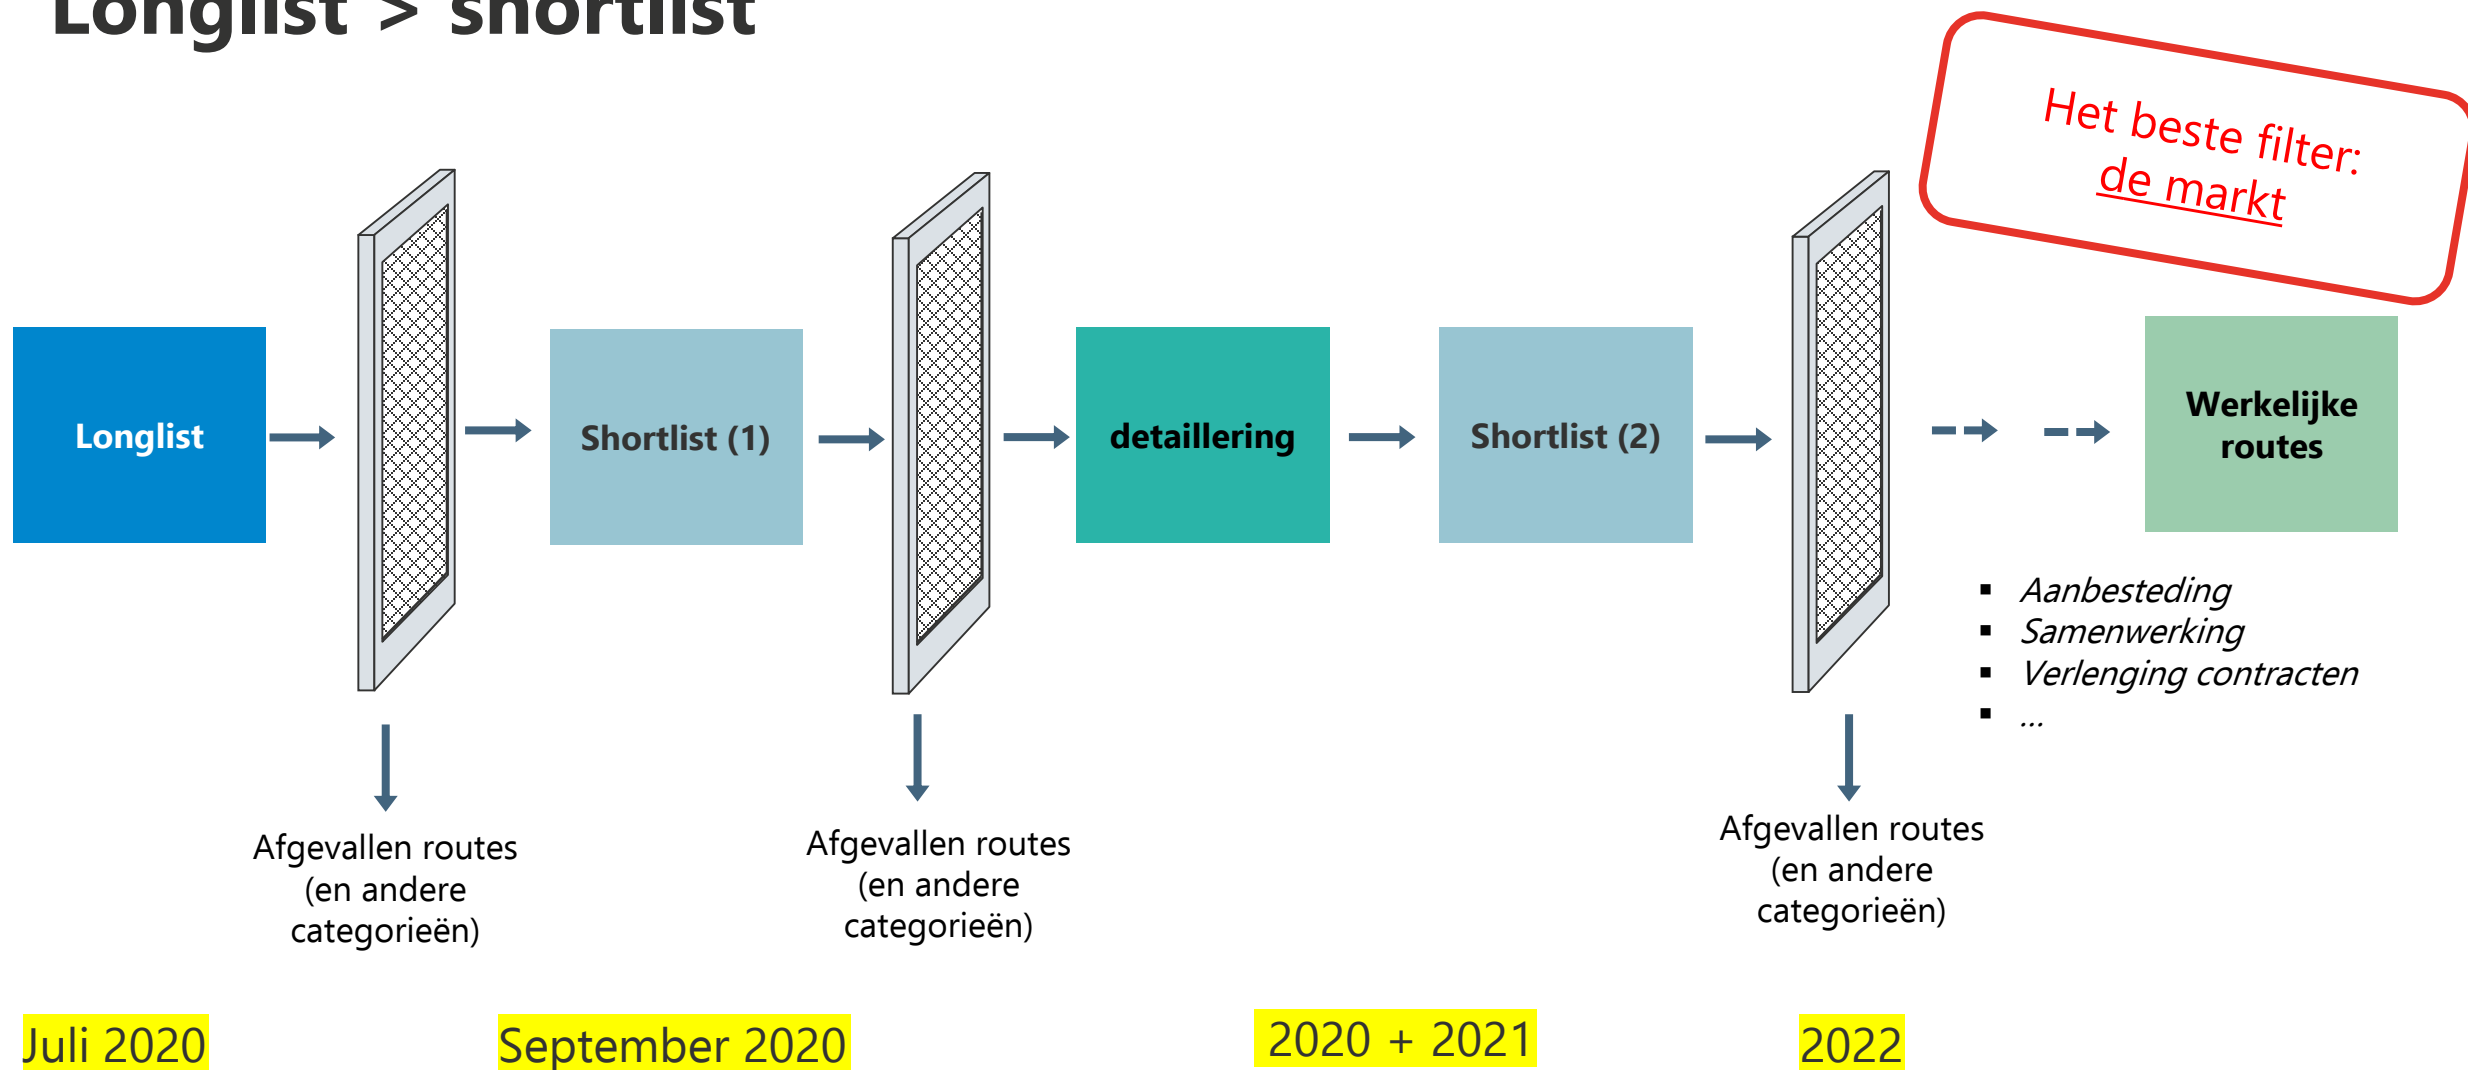 Longlist > shortlist
Het beste filter:
de markt
Longlist
Shortlist (1)
detaillering
Shortlist (2)
Werkelijke
routes
▪ Aanbesteding
▪ Samenwerking
▪ Verlenging contracten
▪ ...
Afgevallen routes
(en andere
categorieën)
Afgevallen routes
(en andere
categorieën)
Afgevallen routes
(en andere
categorieën)
Juli 2020
September 2020
2020 + 2021
2022